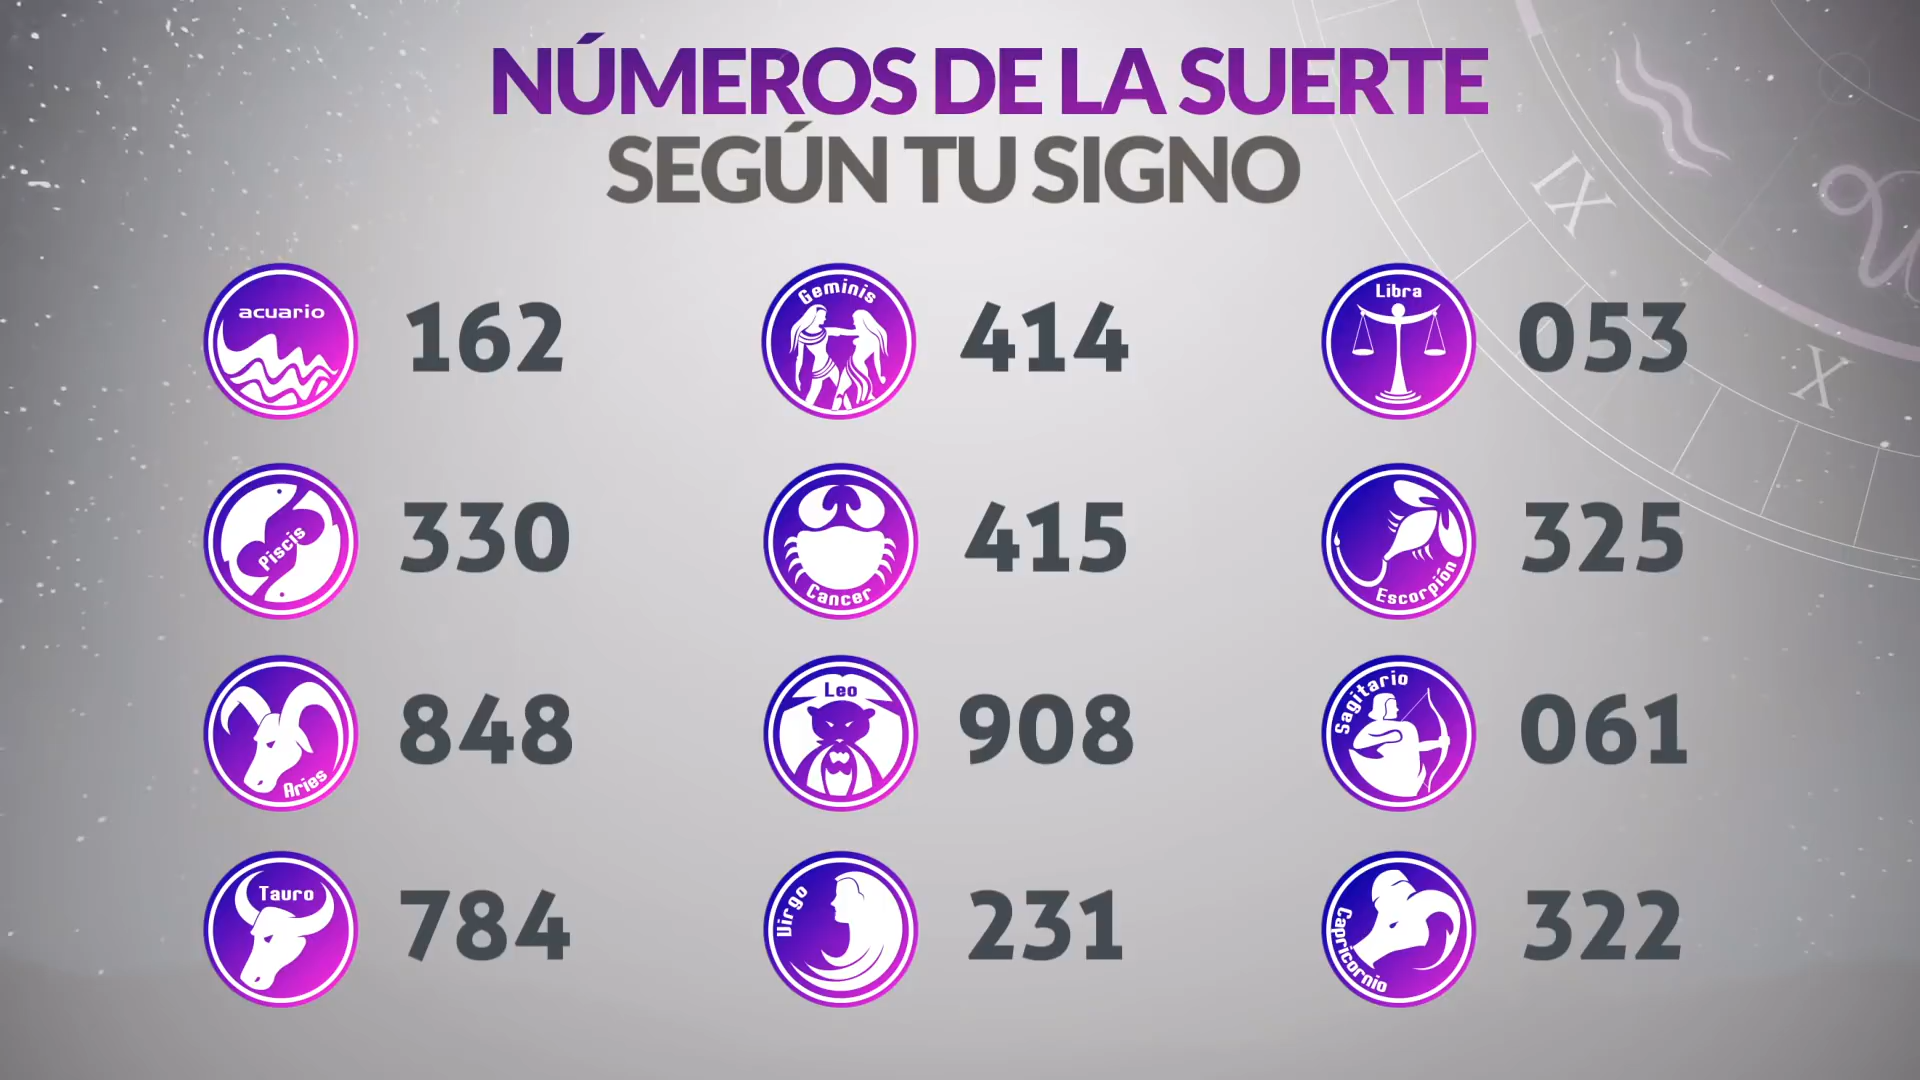 NÚMEROS DE LA SUERTE
SEGÚN TU SIGNO
acuario 162
Geminis 414
Libra 053
Piscis 330
Cancer 415
Escorpión 325
Aries 848
Leo 908
Sagitario 061
Tauro 784
Virgo 231
Capricornio 322
IX
X